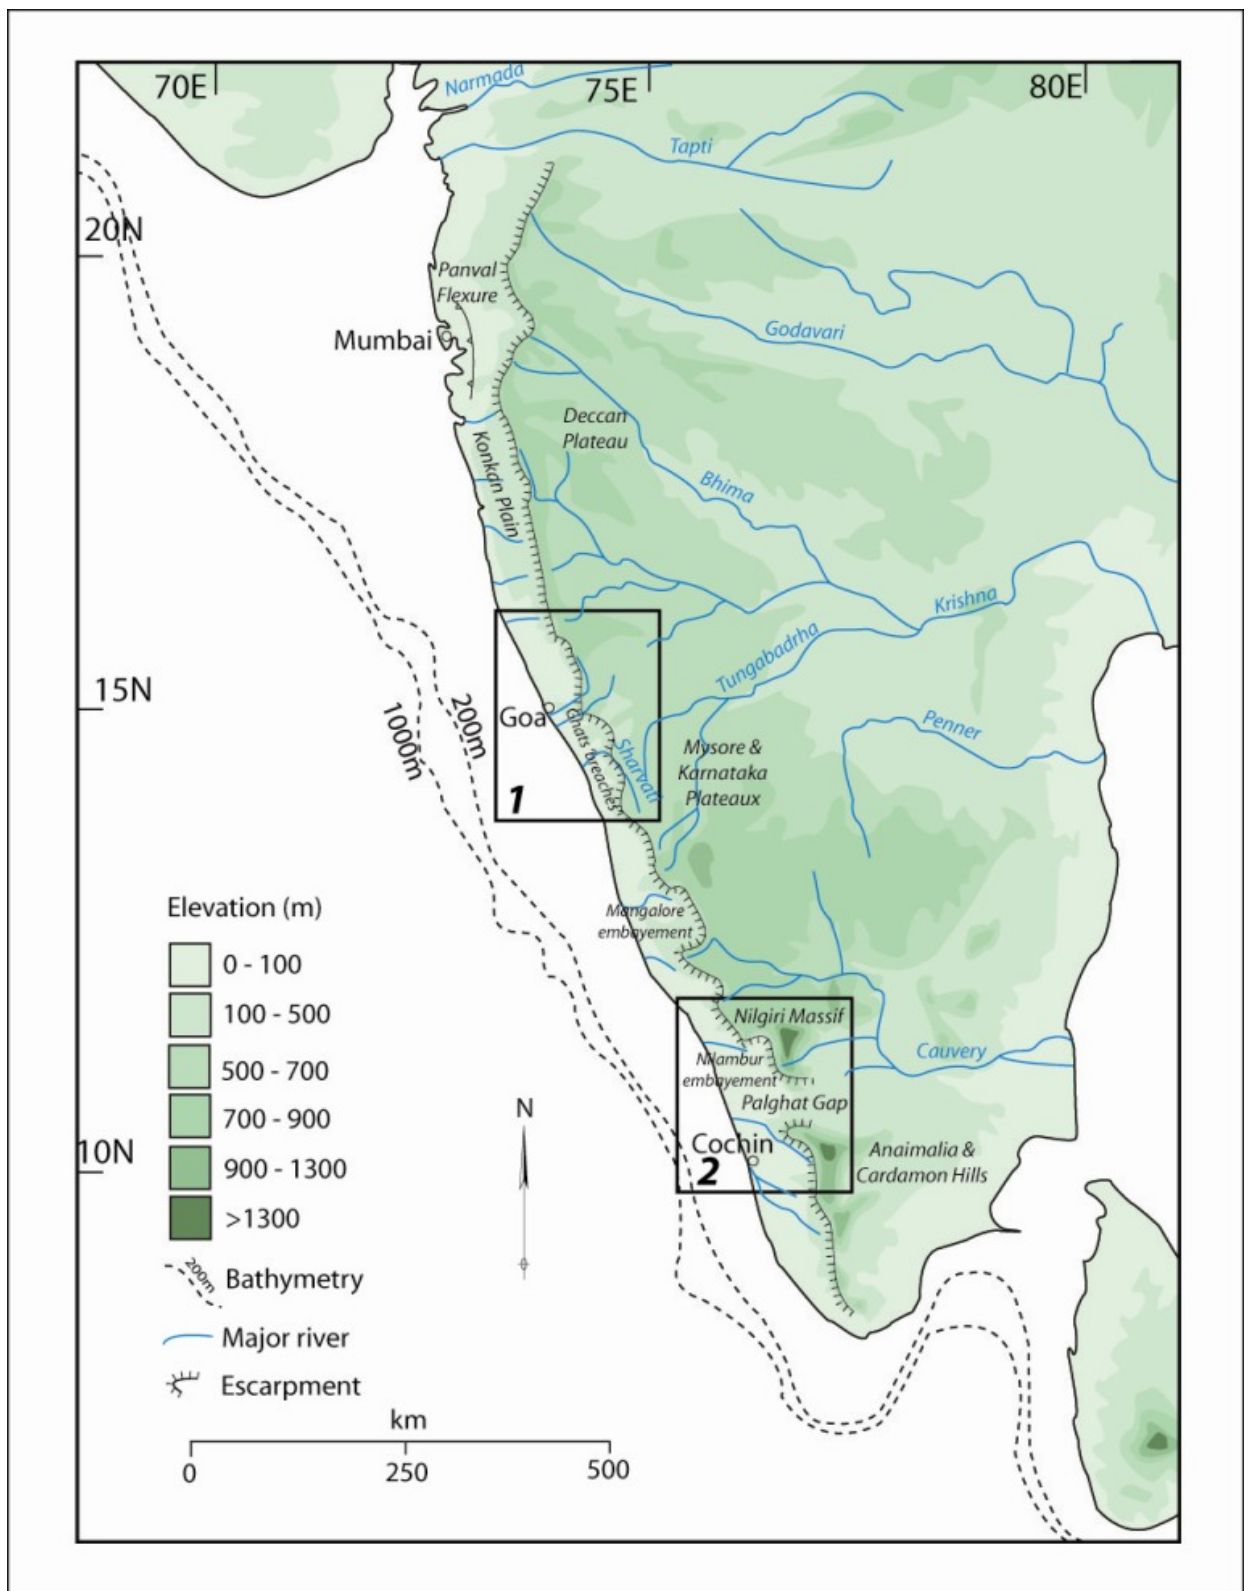 70E
75E
80E
Narmada
Tapti
20N
Panval
Flexure
Mumbai
Godavari
Deccan
Plateau
Konkan Plain
Bhima
Krishna
Tungabadrha
15N
200m
1000m
Goa
Ghats breaches
Sharvati
Mysore &
Karnataka
Plateaux
Penner
1
Elevation (m)
0 - 100
100 - 500
500 - 700
700 - 900
900 - 1300
>1300
200m
Bathymetry
Major river
Escarpment
Mangalore
embayement
Nilgiri Massif
Nilambur
embayement
Cauvery
Palghat Gap
N
10N
Cochin
2
Anaimalia &
Cardamon Hills
km
0
250
500